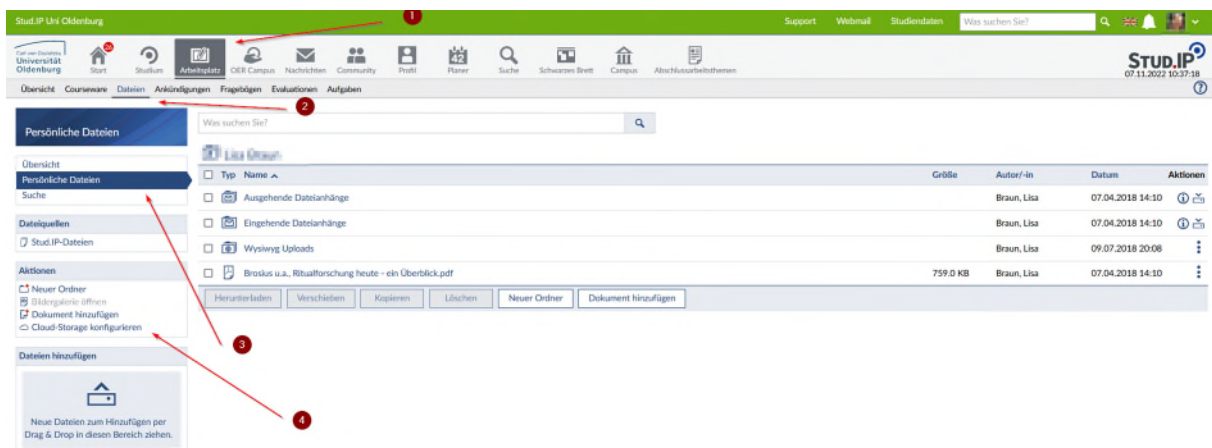 Stud.IP Uni Oldenburg
1
Support Webmail Studiendaten Was suchen Sie?
Universität
Oldenburg
26
Start Studium Arbeitsplatz OER Campus Nachrichten Community Profil Planer Suche Schwarzes Brett Campus Abschlussarbeitsthemen
42
STUD.IP
07.11.2022 10:37:18
Übersicht Courseware Dateien Ankündigungen Fragebögen Evaluationen Aufgaben
2
Persönliche Dateien
Was suchen Sie?
Übersicht
Persönliche Dateien
Suche
Dateiquellen
Stud.IP-Dateien
Aktionen
Neuer Ordner
Bildergalerie öffnen
Dokument hinzufügen
Cloud-Storage konfigurieren
Dateien hinzufügen
Neue Dateien zum Hinzufügen per
Drag & Drop in diesen Bereich ziehen.
Typ Name Größe Autor/-in Datum Aktionen
Ausgehende Dateianhänge Braun, Lisa 07.04.2018 14:10
Eingehende Dateianhänge Braun, Lisa 07.04.2018 14:10
Wysiwyg Uploads Braun, Lisa 09.07.2018 20:08
Brosius u.a., Ritualforschung heute - ein Überblick.pdf 759.0 KB Braun, Lisa 07.04.2018 14:10
Herunterladen Verschieben Kopieren Löschen Neuer Ordner Dokument hinzufügen
3
4